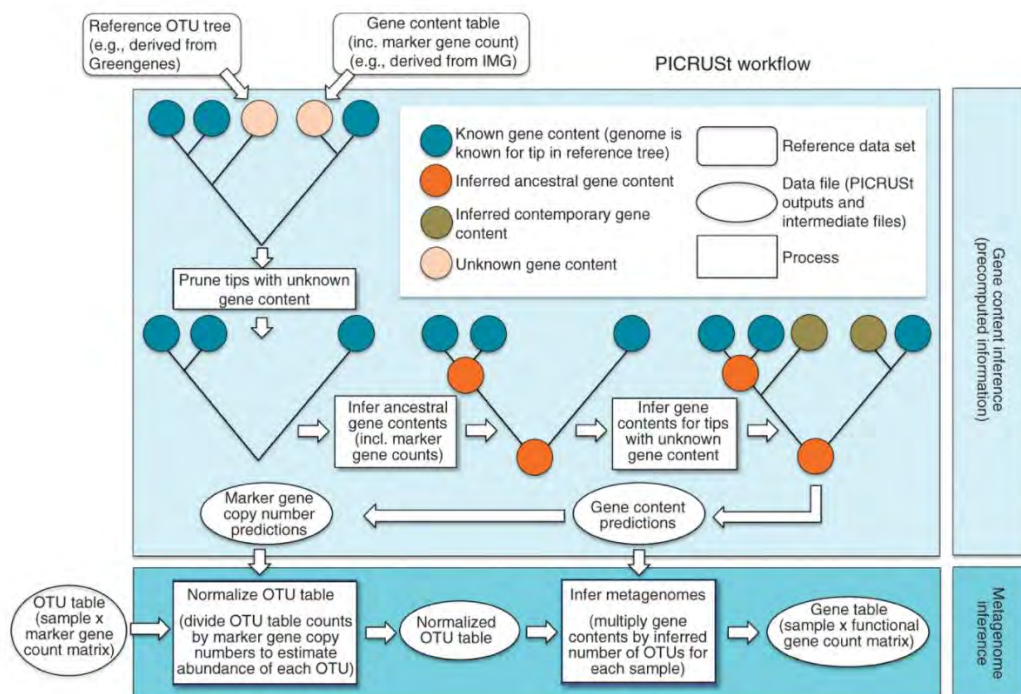 Reference OTU tree
(e.g., derived from
Greengenes)
Gene content table
(inc. marker gene count)
(e.g., derived from IMG)
PICRUSt workflow
Known gene content (genome is
known for tip in reference tree)
Inferred ancestral gene content
Inferred contemporary gene
content
Unknown gene content
Reference data set
Data file (PICRUSt
outputs and
intermediate files)
Process
Prune tips with unknown
gene content
Infer ancestral
gene contents
(incl. marker
gene counts)
Infer gene
contents for tips
with unknown
gene content
Marker gene
copy number
predictions
Gene content
predictions
Gene content inference
(precomputed information)
OTU table
(sample x
marker gene
count matrix)
Normalize OTU table
(divide OTU table counts
by marker gene copy
numbers to estimate
abundance of each OTU)
Normalized
OTU table
Infer metagenomes
(multiply gene
contents by inferred
number of OTUs for
each sample)
Gene table
(sample x functional
gene count matrix)
Metagenome
inference